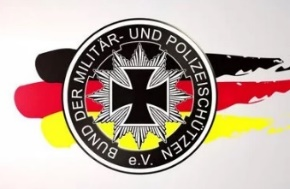 BUND DER MILITÄR- UND POLIZEISCHÜTZEN
e.V.